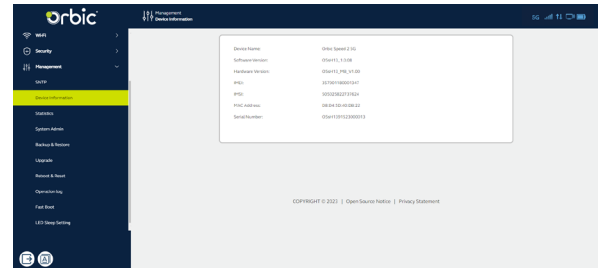 Orbic
Management
Device Information
5G
Wi-Fi
Security
Management
SNTP
Device Information
Statistics
System Admin
Backup & Restore
Upgrade
Reboot & Reset
Operation Log
Fast Boot
LED Sleep Setting
Device Name: Orbic Speed 2 5G
Software Version:
Hardware Version:
IMEI:
IMSI:
MAC Address:
Serial Number:
COPYRIGHT © 2023 | Open Source Notice | Privacy Statement